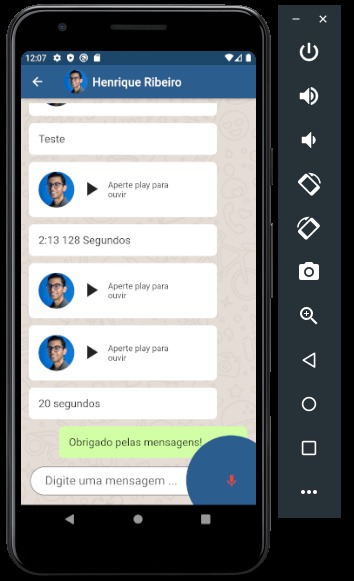 12:07
Henrique Ribeiro
Teste
Aperte play para
ouvir
2:13 128 Segundos
Aperte play para
ouvir
Aperte play para
ouvir
20 segundos
Obrigado pelas mensagens!
Digite uma mensagem ...